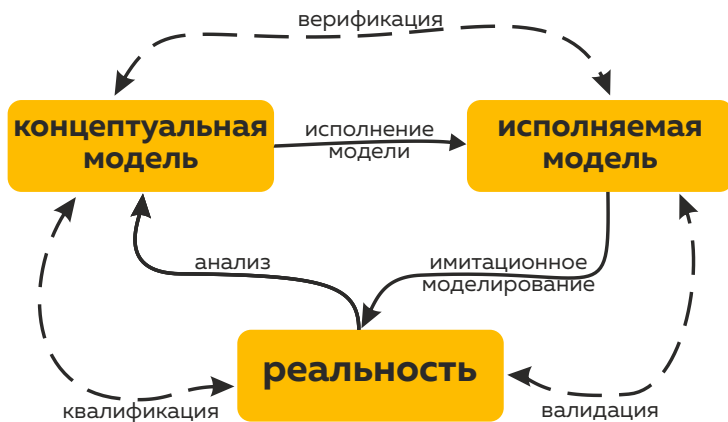 верификация
концептуальная
модель
исполнение
модели
исполняемая
модель
анализ
имитационное
моделирование
реальность
квалификация
валидация